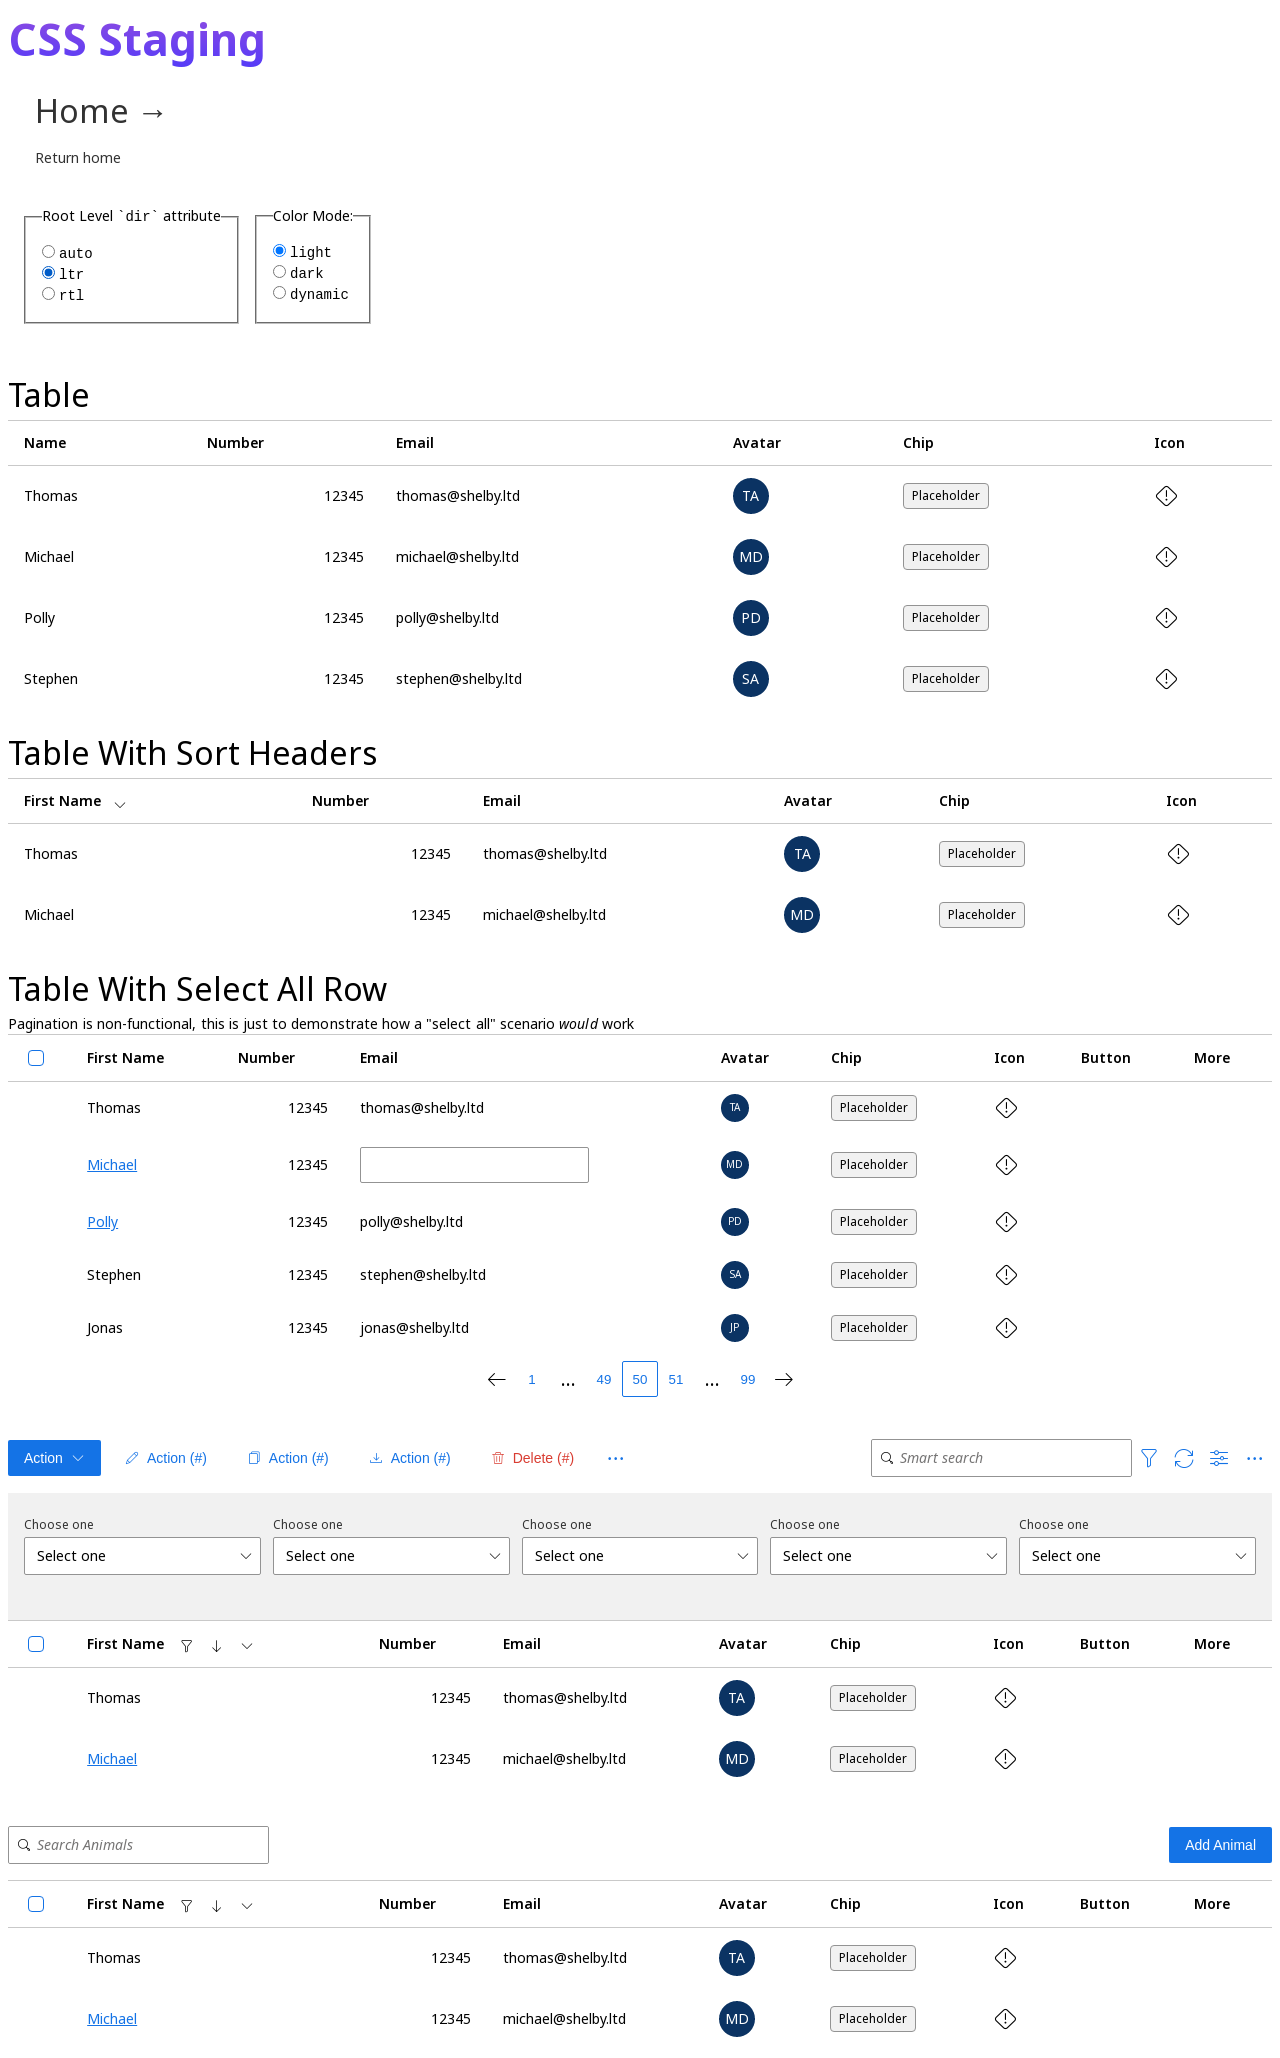 CSS Staging
Home →
Return home
Root Level `dir` attribute
auto
ltr
rtl
Color Mode:
light
dark
dynamic
Table
Name Number Email Avatar Chip Icon
Thomas 12345 thomas@shelby.ltd TA Placeholder
Michael 12345 michael@shelby.ltd MD Placeholder
Polly 12345 polly@shelby.ltd PD Placeholder
Stephen 12345 stephen@shelby.ltd SA Placeholder
Table With Sort Headers
First Name Number Email Avatar Chip Icon
Thomas 12345 thomas@shelby.ltd TA Placeholder
Michael 12345 michael@shelby.ltd MD Placeholder
Table With Select All Row
Pagination is non-functional, this is just to demonstrate how a "select all" scenario would work
First Name Number Email Avatar Chip Icon Button More
Thomas 12345 thomas@shelby.ltd TA Placeholder
Michael 12345 MD Placeholder
Polly 12345 polly@shelby.ltd PD Placeholder
Stephen 12345 stephen@shelby.ltd SA Placeholder
Jonas 12345 jonas@shelby.ltd JP Placeholder
1 ... 49 50 51 ... 99
Action Action (#) Action (#) Action (#) Delete (#) Smart search
Choose one Choose one Choose one Choose one Choose one
Select one Select one Select one Select one Select one
First Name Number Email Avatar Chip Icon Button More
Thomas 12345 thomas@shelby.ltd TA Placeholder
Michael 12345 michael@shelby.ltd MD Placeholder
Search Animals Add Animal
First Name Number Email Avatar Chip Icon Button More
Thomas 12345 thomas@shelby.ltd TA Placeholder
Michael 12345 michael@shelby.ltd MD Placeholder